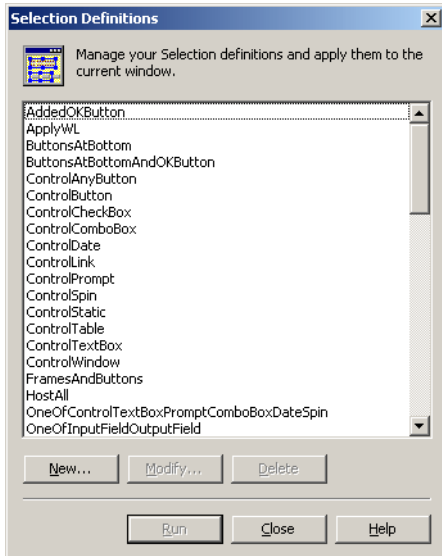 Selection Definitions
Manage your Selection definitions and apply them to the
current window.
AddedOKButton
ApplyWL
ButtonsAtBottom
ButtonsAtBottomAndOKButton
ControlAnyButton
ControlButton
ControlCheckBox
ControlComboBox
ControlDate
ControlLink
ControlPrompt
ControlSpin
ControlStatic
ControlTable
ControlTextBox
ControlWindow
FramesAndButtons
HostAll
OneOfControlTextBoxPromptComboBoxDateSpin
OneOfInputFieldOutputField
New... Modify... Delete
Run Close Help